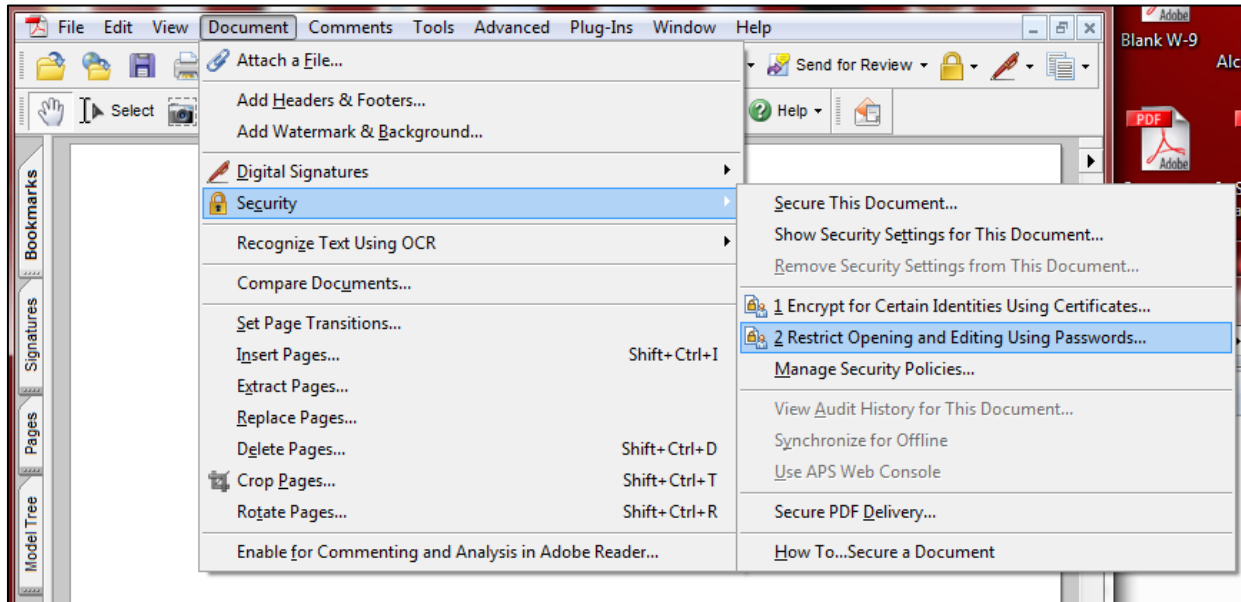 File Edit View Document Comments Tools Advanced Plug-Ins Window Help
Adobe
Blank W-9
Attach a File...
Send for Review
Alc
Add Headers & Footers...
Select
Help
Add Watermark & Background...
PDF
Adobe
Digital Signatures
Security
Recognize Text Using OCR
Compare Documents...
Set Page Transitions...
Insert Pages... Shift+Ctrl+I
Extract Pages...
Replace Pages...
Delete Pages... Shift+Ctrl+D
Crop Pages... Shift+Ctrl+T
Rotate Pages... Shift+Ctrl+R
Enable for Commenting and Analysis in Adobe Reader...
Secure This Document...
Show Security Settings for This Document...
Remove Security Settings from This Document...
1 Encrypt for Certain Identities Using Certificates...
2 Restrict Opening and Editing Using Passwords...
Manage Security Policies...
View Audit History for This Document...
Synchronize for Offline
Use APS Web Console
Secure PDF Delivery...
How To...Secure a Document
Bookmarks
Signatures
Pages
Model Tree